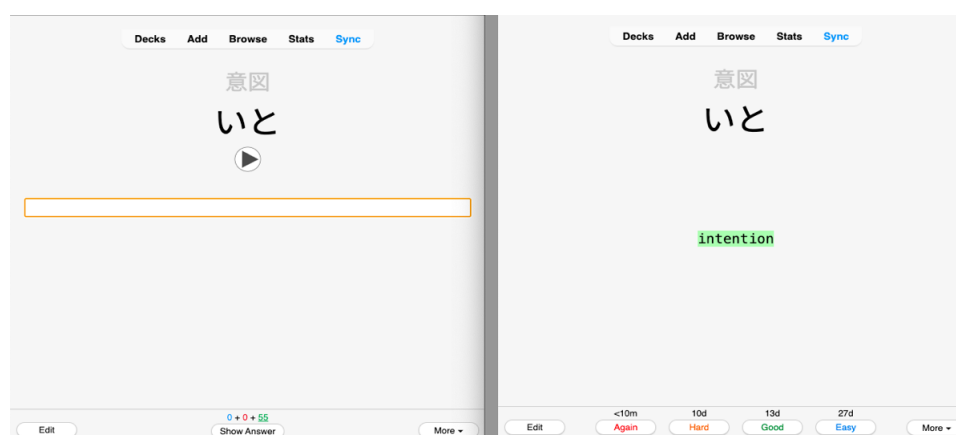 Decks Add Browse Stats Sync
意図
いと
0 + 0 + 55
Edit Show Answer More
Decks Add Browse Stats Sync
意図
いと
intention
<10m 10d 13d 27d
Edit Again Hard Good Easy More